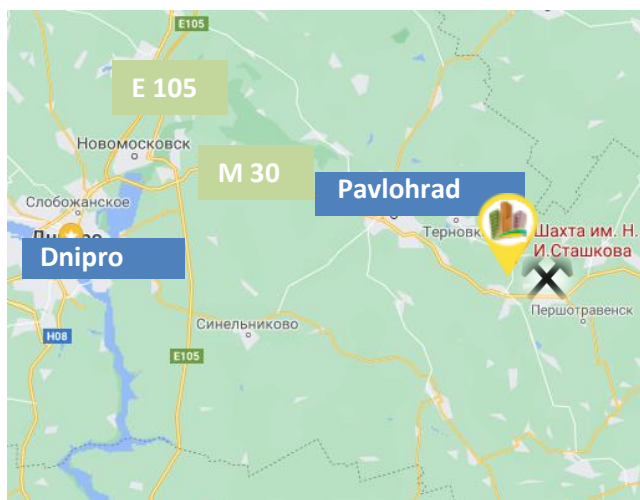 E105
E 105
Новомосковск
M 30
Pavlohrad
Слобожанское
Терновк
Шахта им. Н.
И.Сташкова
Dnipro
Першотравенск
Синельниково
H08
E105